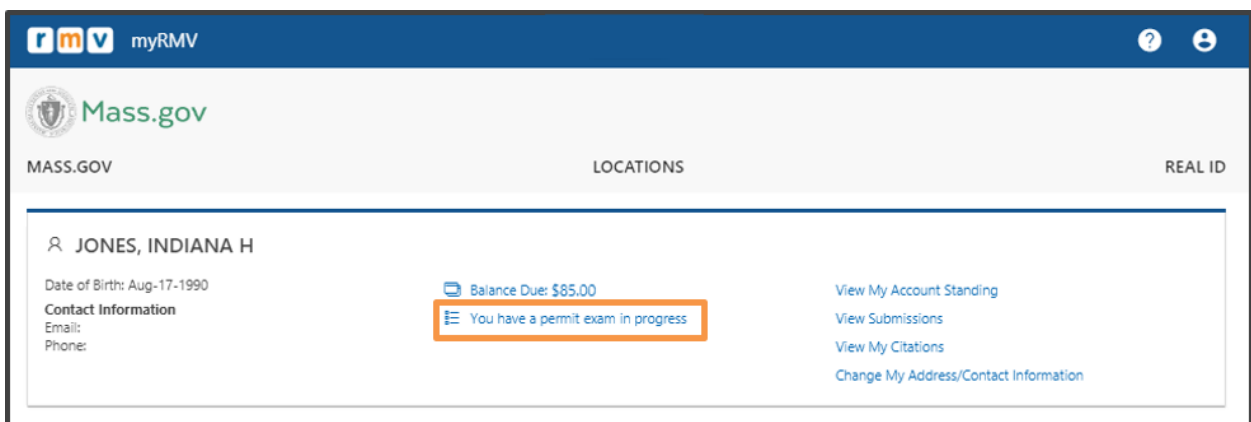 rmv myRMV
Mass.gov
MASS.GOV LOCATIONS REAL ID
JONES, INDIANA H
Date of Birth: Aug-17-1990
Contact Information
Email:
Phone:
Balance Due: $85.00
You have a permit exam in progress
View My Account Standing
View Submissions
View My Citations
Change My Address/Contact Information